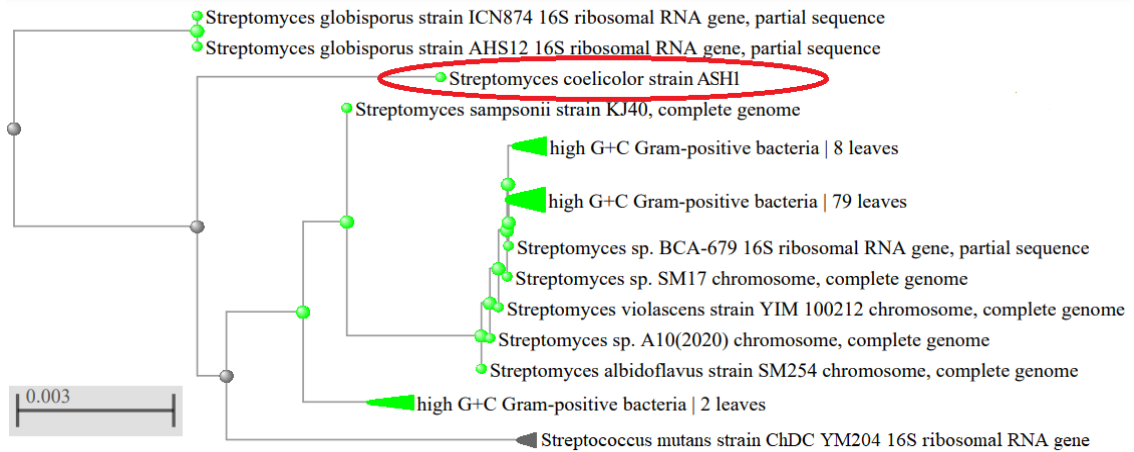 Streptomyces globisporus strain ICN874 16S ribosomal RNA gene, partial sequence
Streptomyces globisporus strain AHS12 16S ribosomal RNA gene, partial sequence
Streptomyces coelicolor strain ASH1
Streptomyces sampsonii strain KJ40, complete genome
high G+C Gram-positive bacteria | 8 leaves
high G+C Gram-positive bacteria | 79 leaves
Streptomyces sp. BCA-679 16S ribosomal RNA gene, partial sequence
Streptomyces sp. SM17 chromosome, complete genome
Streptomyces violascens strain YIM 100212 chromosome, complete genome
Streptomyces sp. A10(2020) chromosome, complete genome
Streptomyces albidoflavus strain SM254 chromosome, complete genome
0.003
high G+C Gram-positive bacteria | 2 leaves
Streptococcus mutans strain ChDC YM204 16S ribosomal RNA gene